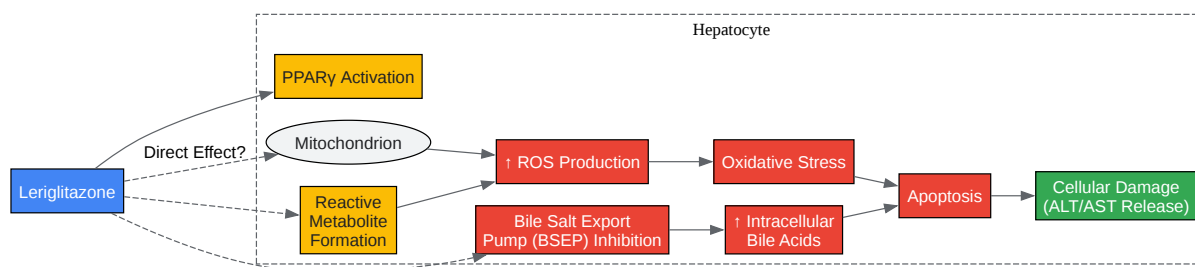 Hepatocyte
PPARγ Activation
Direct Effect?
Mitochondrion
Leriglitazone
Reactive
Metabolite
Formation
↑ ROS Production
Oxidative Stress
Bile Salt Export
Pump (BSEP) Inhibition
↑ Intracellular
Bile Acids
Apoptosis
Cellular Damage
(ALT/AST Release)